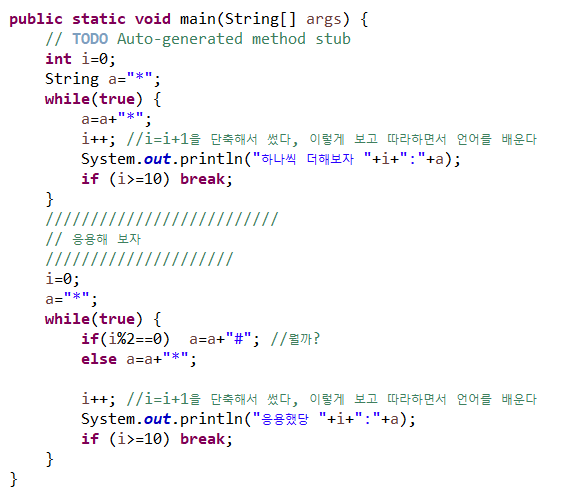 public static void main(String[] args) {
// TODO Auto-generated method stub
int i=0;
String a="*";
while(true) {
a=a+"*";
i++; //i=i+1을 단축해서 썼다, 이렇게 보고 따라하면서 언어를 배운다
System.out.println("하나씩 더해보자 "+i+":"+a);
if (i>=10) break;
}
//////////////////////////
// 응용해 보자
/////////////////////
i=0;
a="*";
while(true) {
if(i%2==0)  a=a+"#"; //뭘까?
else a=a+"*";
i++; //i=i+1을 단축해서 썼다, 이렇게 보고 따라하면서 언어를 배운다
System.out.println("응용했당 "+i+":"+a);
if (i>=10) break;
}
}